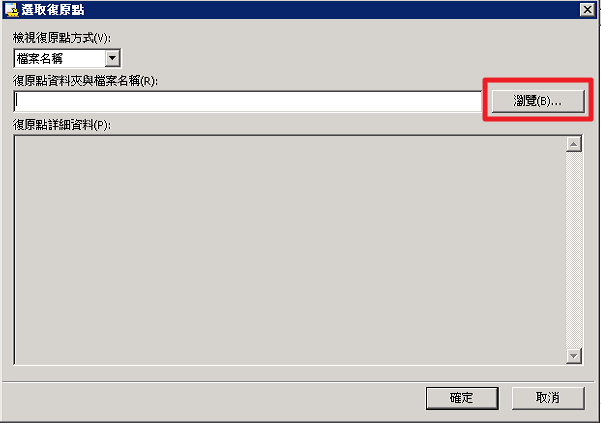 選取復原點
檢視復原點方式(V):
檔案名稱
復原點資料夾與檔案名稱(R):
瀏覽(B)...
復原點詳細資料(P):
確定
取消